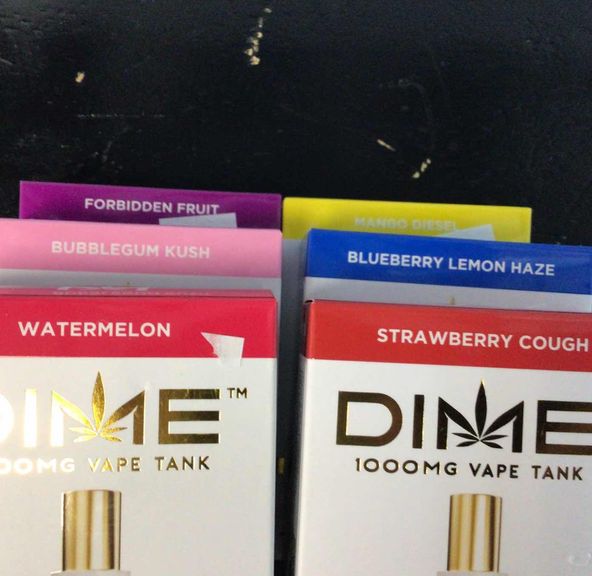 FORBIDDEN FRUIT
MANGO DIESEL
BUBBLEGUM KUSH
BLUEBERRY LEMON HAZE
WATERMELON
STRAWBERRY COUGH
DIME™
00MG VAPE TANK
DIME
1000MG VAPE TANK